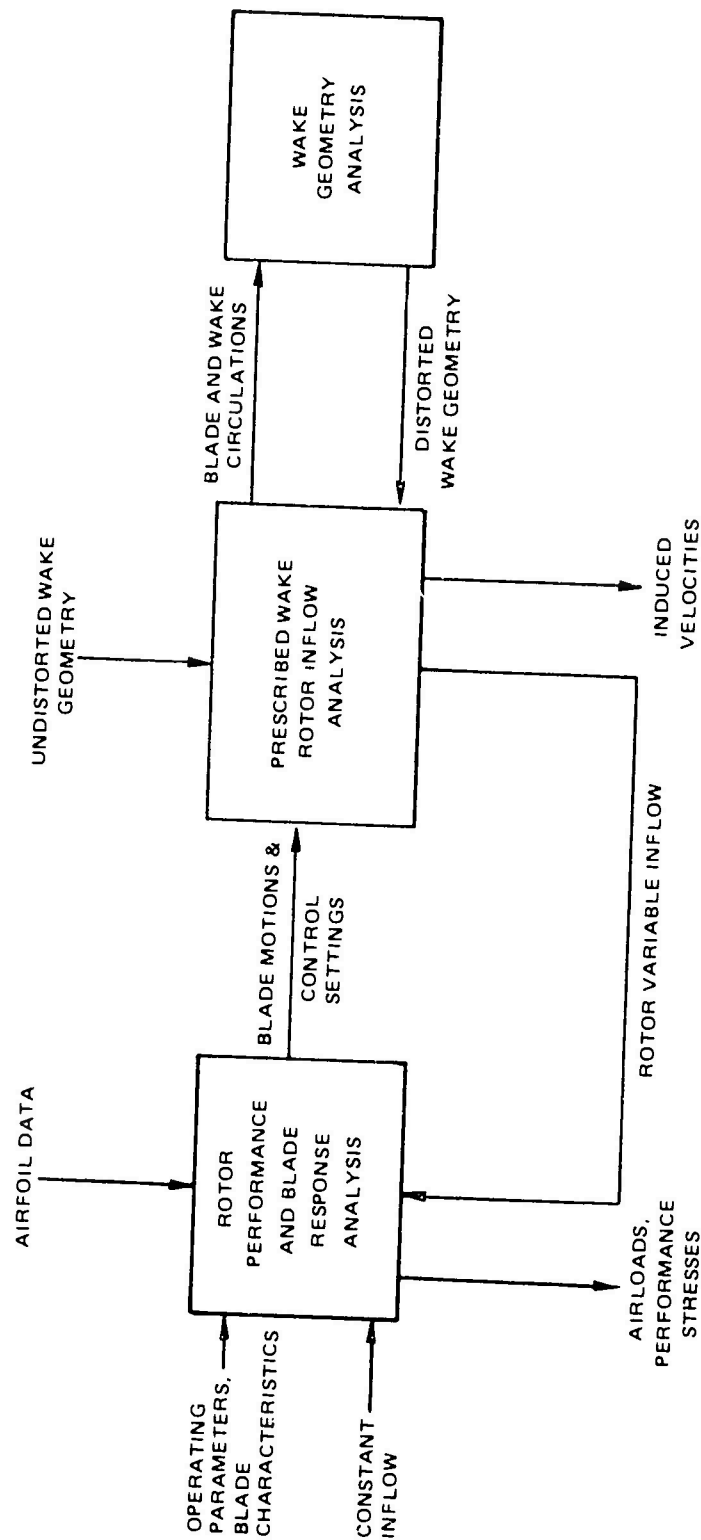 AIRFOIL DATA
OPERATING
PARAMETERS,
BLADE
CHARACTERISTICS
CONSTANT
INFLOW
ROTOR
PERFORMANCE
AND BLADE
RESPONSE
ANALYSIS
AIRLOADS,
PERFORMANCE
STRESSES
BLADE MOTIONS &
CONTROL
SETTINGS
UNDISTORTED WAKE
GEOMETRY
PRESCRIBED WAKE
ROTOR INFLOW
ANALYSIS
ROTOR VARIABLE INFLOW
INDUCED
VELOCITIES
BLADE AND WAKE
CIRCULATIONS
DISTORTED
WAKE GEOMETRY
WAKE
GEOMETRY
ANALYSIS